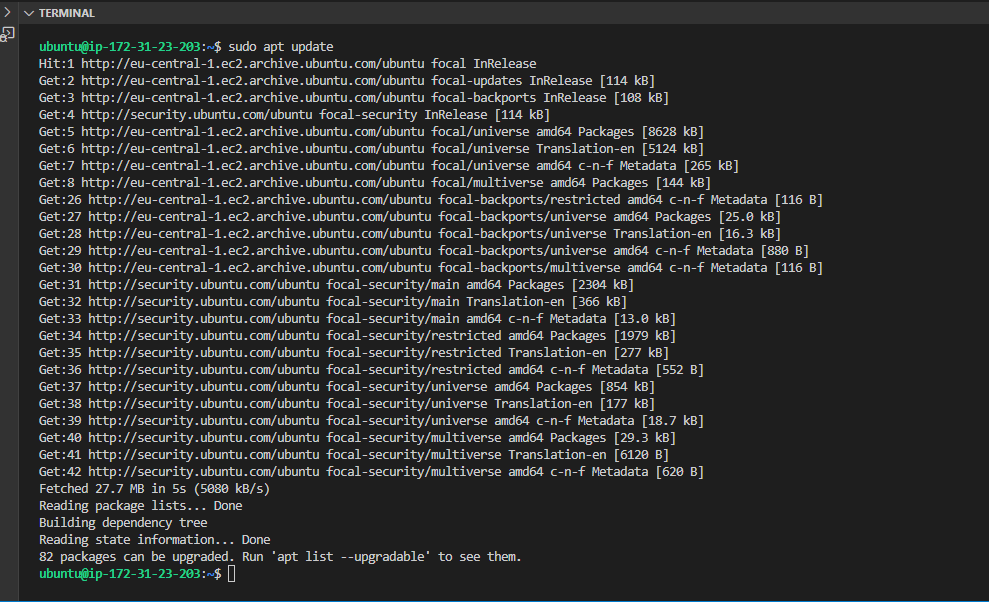 TERMINAL
ubuntu@ip-172-31-23-203:~$ sudo apt update
Hit:1 http://eu-central-1.ec2.archive.ubuntu.com/ubuntu focal InRelease
Get:2 http://eu-central-1.ec2.archive.ubuntu.com/ubuntu focal-updates InRelease [114 kB]
Get:3 http://eu-central-1.ec2.archive.ubuntu.com/ubuntu focal-backports InRelease [108 kB]
Get:4 http://security.ubuntu.com/ubuntu focal-security InRelease [114 kB]
Get:5 http://eu-central-1.ec2.archive.ubuntu.com/ubuntu focal/universe amd64 Packages [8628 kB]
Get:6 http://eu-central-1.ec2.archive.ubuntu.com/ubuntu focal/universe Translation-en [5124 kB]
Get:7 http://eu-central-1.ec2.archive.ubuntu.com/ubuntu focal/universe amd64 c-n-f Metadata [265 kB]
Get:8 http://eu-central-1.ec2.archive.ubuntu.com/ubuntu focal/multiverse amd64 Packages [144 kB]
Get:26 http://eu-central-1.ec2.archive.ubuntu.com/ubuntu focal-backports/restricted amd64 c-n-f Metadata [116 B]
Get:27 http://eu-central-1.ec2.archive.ubuntu.com/ubuntu focal-backports/universe amd64 Packages [25.0 kB]
Get:28 http://eu-central-1.ec2.archive.ubuntu.com/ubuntu focal-backports/universe Translation-en [16.3 kB]
Get:29 http://eu-central-1.ec2.archive.ubuntu.com/ubuntu focal-backports/universe amd64 c-n-f Metadata [880 B]
Get:30 http://eu-central-1.ec2.archive.ubuntu.com/ubuntu focal-backports/multiverse amd64 c-n-f Metadata [116 B]
Get:31 http://security.ubuntu.com/ubuntu focal-security/main amd64 Packages [2304 kB]
Get:32 http://security.ubuntu.com/ubuntu focal-security/main Translation-en [366 kB]
Get:33 http://security.ubuntu.com/ubuntu focal-security/main amd64 c-n-f Metadata [13.0 kB]
Get:34 http://security.ubuntu.com/ubuntu focal-security/restricted amd64 Packages [1979 kB]
Get:35 http://security.ubuntu.com/ubuntu focal-security/restricted Translation-en [277 kB]
Get:36 http://security.ubuntu.com/ubuntu focal-security/restricted amd64 c-n-f Metadata [552 B]
Get:37 http://security.ubuntu.com/ubuntu focal-security/universe amd64 Packages [854 kB]
Get:38 http://security.ubuntu.com/ubuntu focal-security/universe Translation-en [177 kB]
Get:39 http://security.ubuntu.com/ubuntu focal-security/universe amd64 c-n-f Metadata [18.7 kB]
Get:40 http://security.ubuntu.com/ubuntu focal-security/multiverse amd64 Packages [29.3 kB]
Get:41 http://security.ubuntu.com/ubuntu focal-security/multiverse Translation-en [6120 B]
Get:42 http://security.ubuntu.com/ubuntu focal-security/multiverse amd64 c-n-f Metadata [620 B]
Fetched 27.7 MB in 5s (5080 kB/s)
Reading package lists... Done
Building dependency tree
Reading state information... Done
82 packages can be upgraded. Run 'apt list --upgradable' to see them.
ubuntu@ip-172-31-23-203:~$